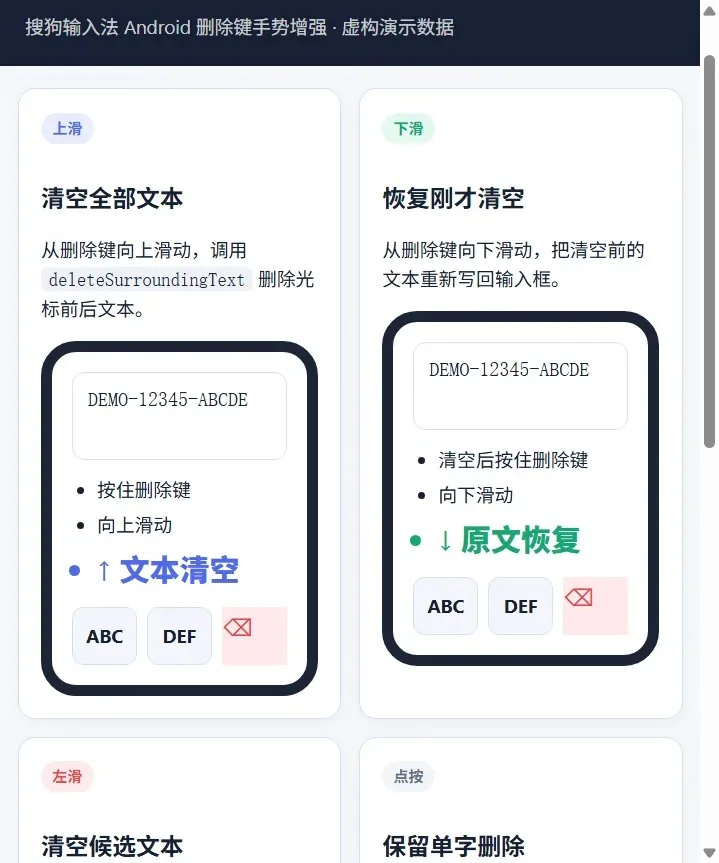 搜狗输入法 Android 删除键手势增强 · 虚构演示数据
上滑
清空全部文本
从删除键向上滑动，调用
deleteSurroundingText 删除光
标前后文本。
DEMO-12345-ABCDE
按住删除键
向上滑动
↑ 文本清空
ABC DEF ⌫
下滑
恢复刚才清空
从删除键向下滑动，把清空前的
文本重新写回输入框。
DEMO-12345-ABCDE
清空后按住删除键
向下滑动
↓ 原文恢复
ABC DEF ⌫
左滑
清空候选文本
点按
保留单字删除